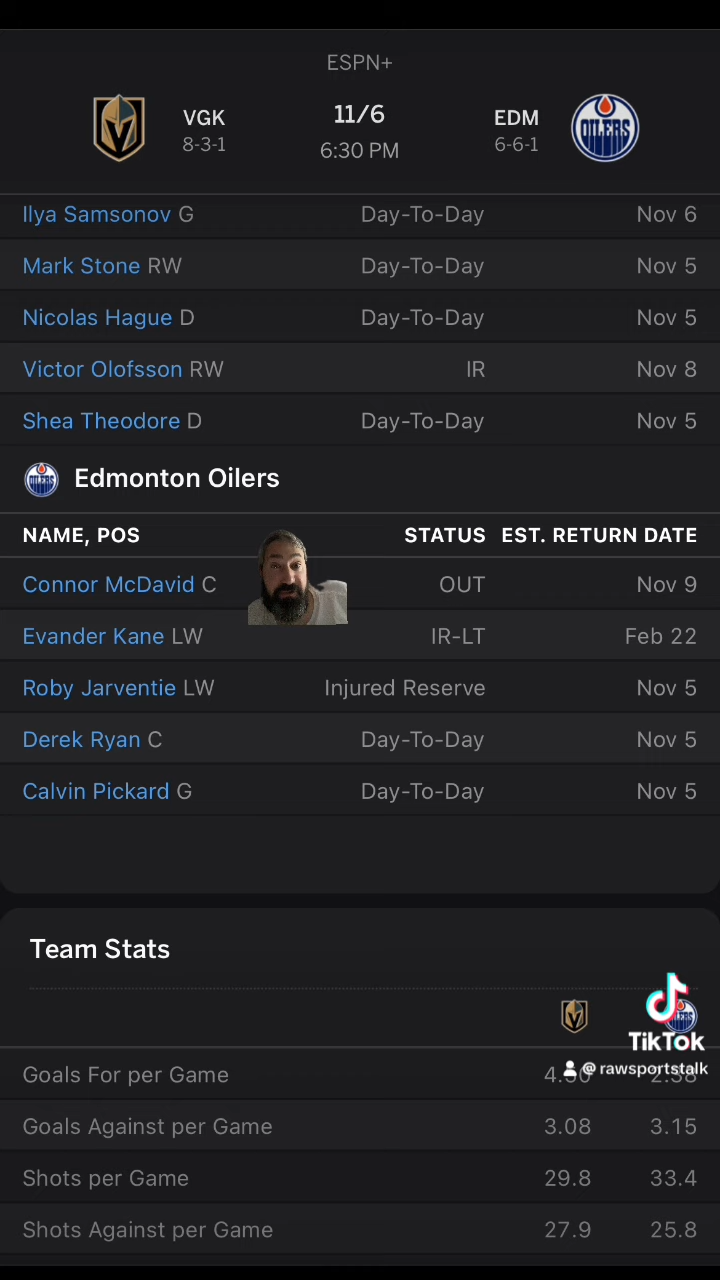 ESPN+
VGK 11/6 EDM
8-3-1 6:30 PM 6-6-1
OILERS
Ilya Samsonov G Day-To-Day Nov 6
Mark Stone RW Day-To-Day Nov 5
Nicolas Hague D Day-To-Day Nov 5
Victor Olofsson RW IR Nov 8
Shea Theodore D Day-To-Day Nov 5
Edmonton Oilers
NAME, POS STATUS EST. RETURN DATE
Connor McDavid C OUT Nov 9
Evander Kane LW IR-LT Feb 22
Roby Jarventie LW Injured Reserve Nov 5
Derek Ryan C Day-To-Day Nov 5
Calvin Pickard G Day-To-Day Nov 5
Team Stats
TikTok
@rawsportstalk
Goals For per Game
Goals Against per Game 3.08 3.15
Shots per Game 29.8 33.4
Shots Against per Game 27.9 25.8